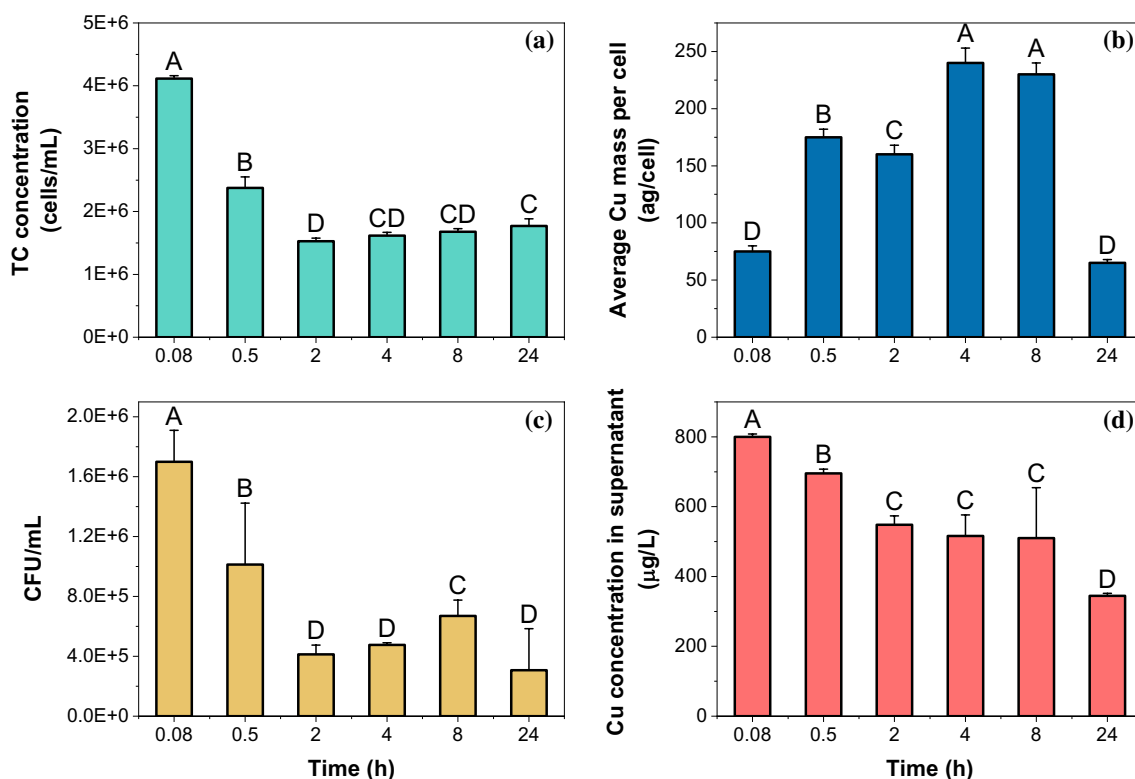 (a)
TC concentration
(cells/mL)
5E+6
4E+6
3E+6
2E+6
1E+6
0E+0
A
B
D
CD
CD
C
0.08
0.5
2
4
8
24
(b)
Average Cu mass per cell
(ag/cell)
250
200
150
100
50
0
D
B
C
A
A
D
0.08
0.5
2
4
8
24
(c)
CFU/mL
2.0E+6
1.6E+6
1.2E+6
8.0E+5
4.0E+5
0.0E+0
A
B
D
D
C
D
0.08
0.5
2
4
8
24
Time (h)
(d)
Cu concentration in supernatant
(µg/L)
800
600
400
200
0
A
B
C
C
C
D
0.08
0.5
2
4
8
24
Time (h)